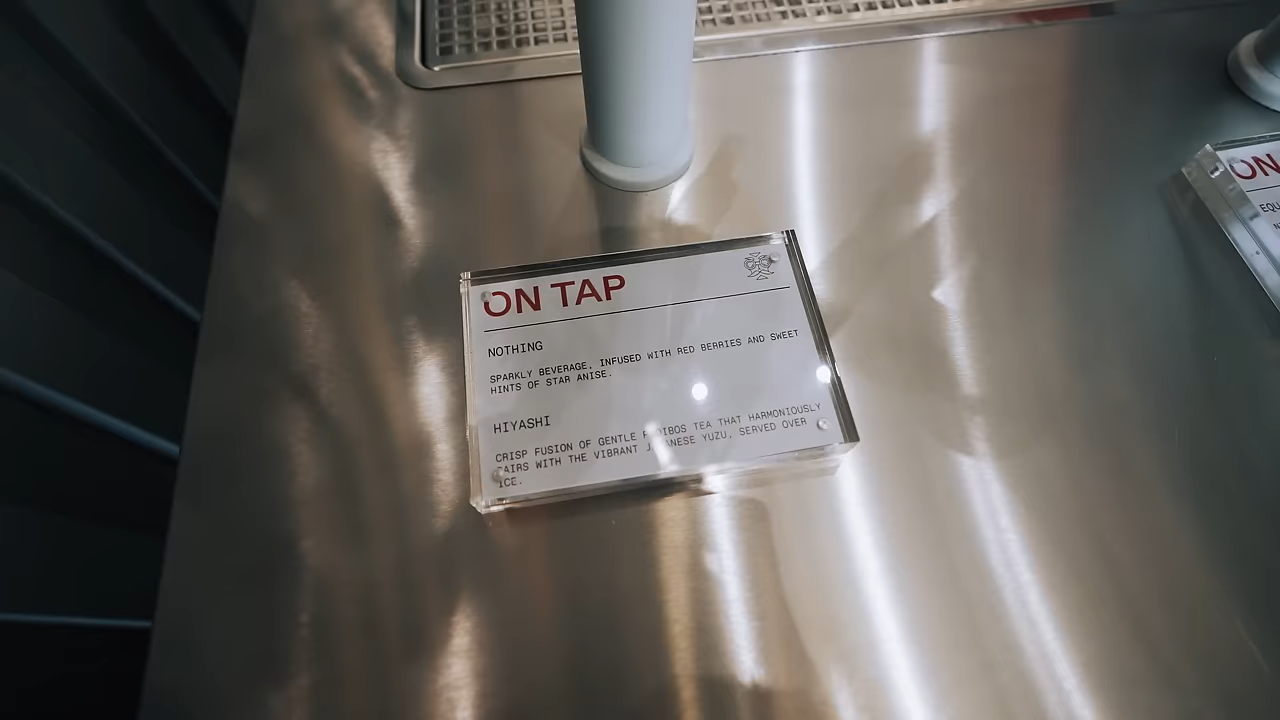 ON TAP
NOTHING
SPARKLY BEVERAGE, INFUSED WITH RED BERRIES AND SWEET
HINTS OF STAR ANISE.
HIYASHI
CRISP FUSION OF GENTLE ROOIBOS TEA THAT HARMONIOUSLY
PAIRS WITH THE VIBRANT JAPANESE YUZU, SERVED OVER
ICE.
ON
EQU